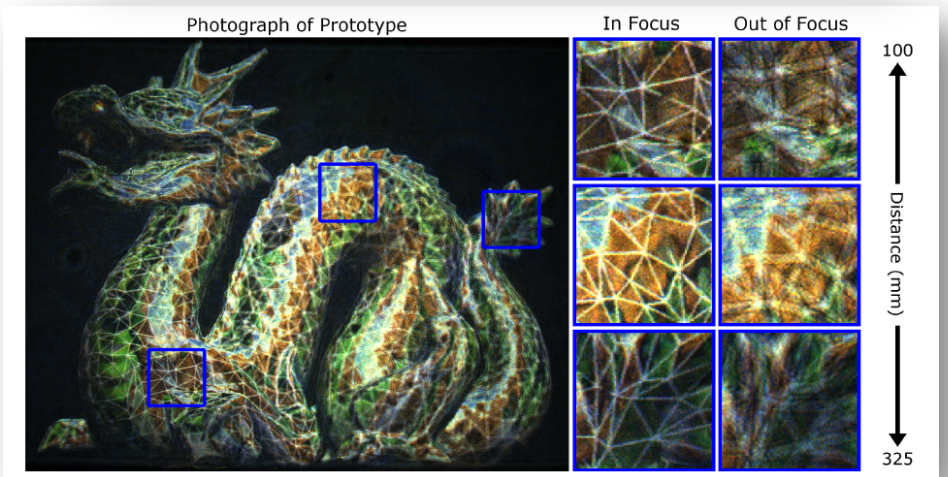 Photograph of Prototype
In Focus
Out of Focus
100
Distance (mm)
325